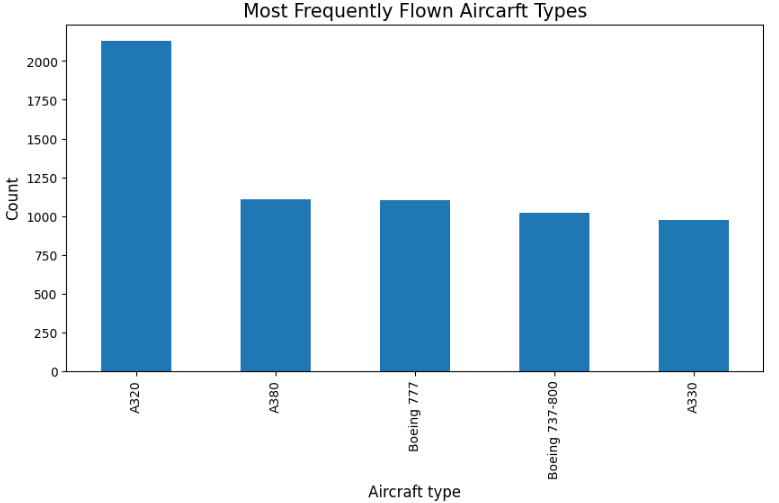 Most Frequently Flown Aircarft Types
Count
2000
1750
1500
1250
1000
750
500
250
0
A320
A380
Boeing 777
Boeing 737-800
A330
Aircraft type